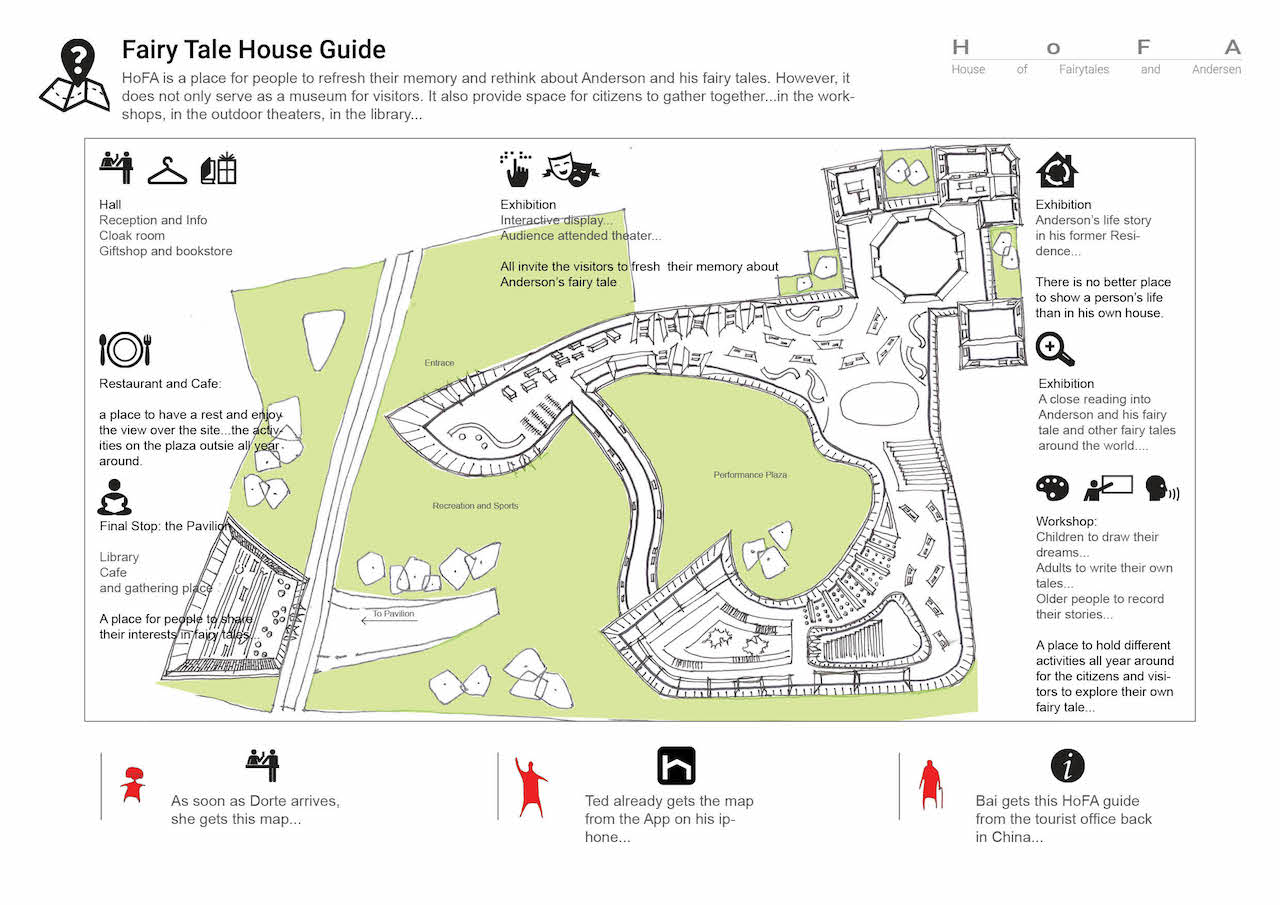 Fairy Tale House Guide
HoFA is a place for people to refresh their memory and rethink about Anderson and his fairy tales. However, it
does not only serve as a museum for visitors. It also provide space for citizens to gather together...in the work-
shops, in the outdoor theaters, in the library...
H o F A
House of Fairytales and Andersen
Hall
Reception and Info
Cloak room
Giftshop and bookstore
Exhibition
Interactive display...
Audience attended theater...
All invite the visitors to fresh their memory about
Anderson's fairy tale
Exhibition
Anderson's life story
in his former Resi-
dence...
There is no better place
to show a person's life
than in his own house.
Restaurant and Cafe:
a place to have a rest and enjoy
the view over the site...the activ-
ities on the plaza outsie all year
around.
Entrace
Exhibition
A close reading into
Anderson and his fairy
tale and other fairy tales
around the world....
Performance Plaza
Recreation and Sports
Final Stop: the Pavilion
Library
Cafe
and gathering place
A place for people to share
their interests in fairy tales...
To Pavilion
Workshop:
Children to draw their
dreams...
Adults to write their own
tales...
Older people to record
their stories...
A place to hold different
activities all year around
for the citizens and visi-
tors to explore their own
fairy tale...
As soon as Dorte arrives,
she gets this map...
Ted already gets the map
from the App on his ip-
hone...
Bai gets this HoFA guide
from the tourist office back
in China...